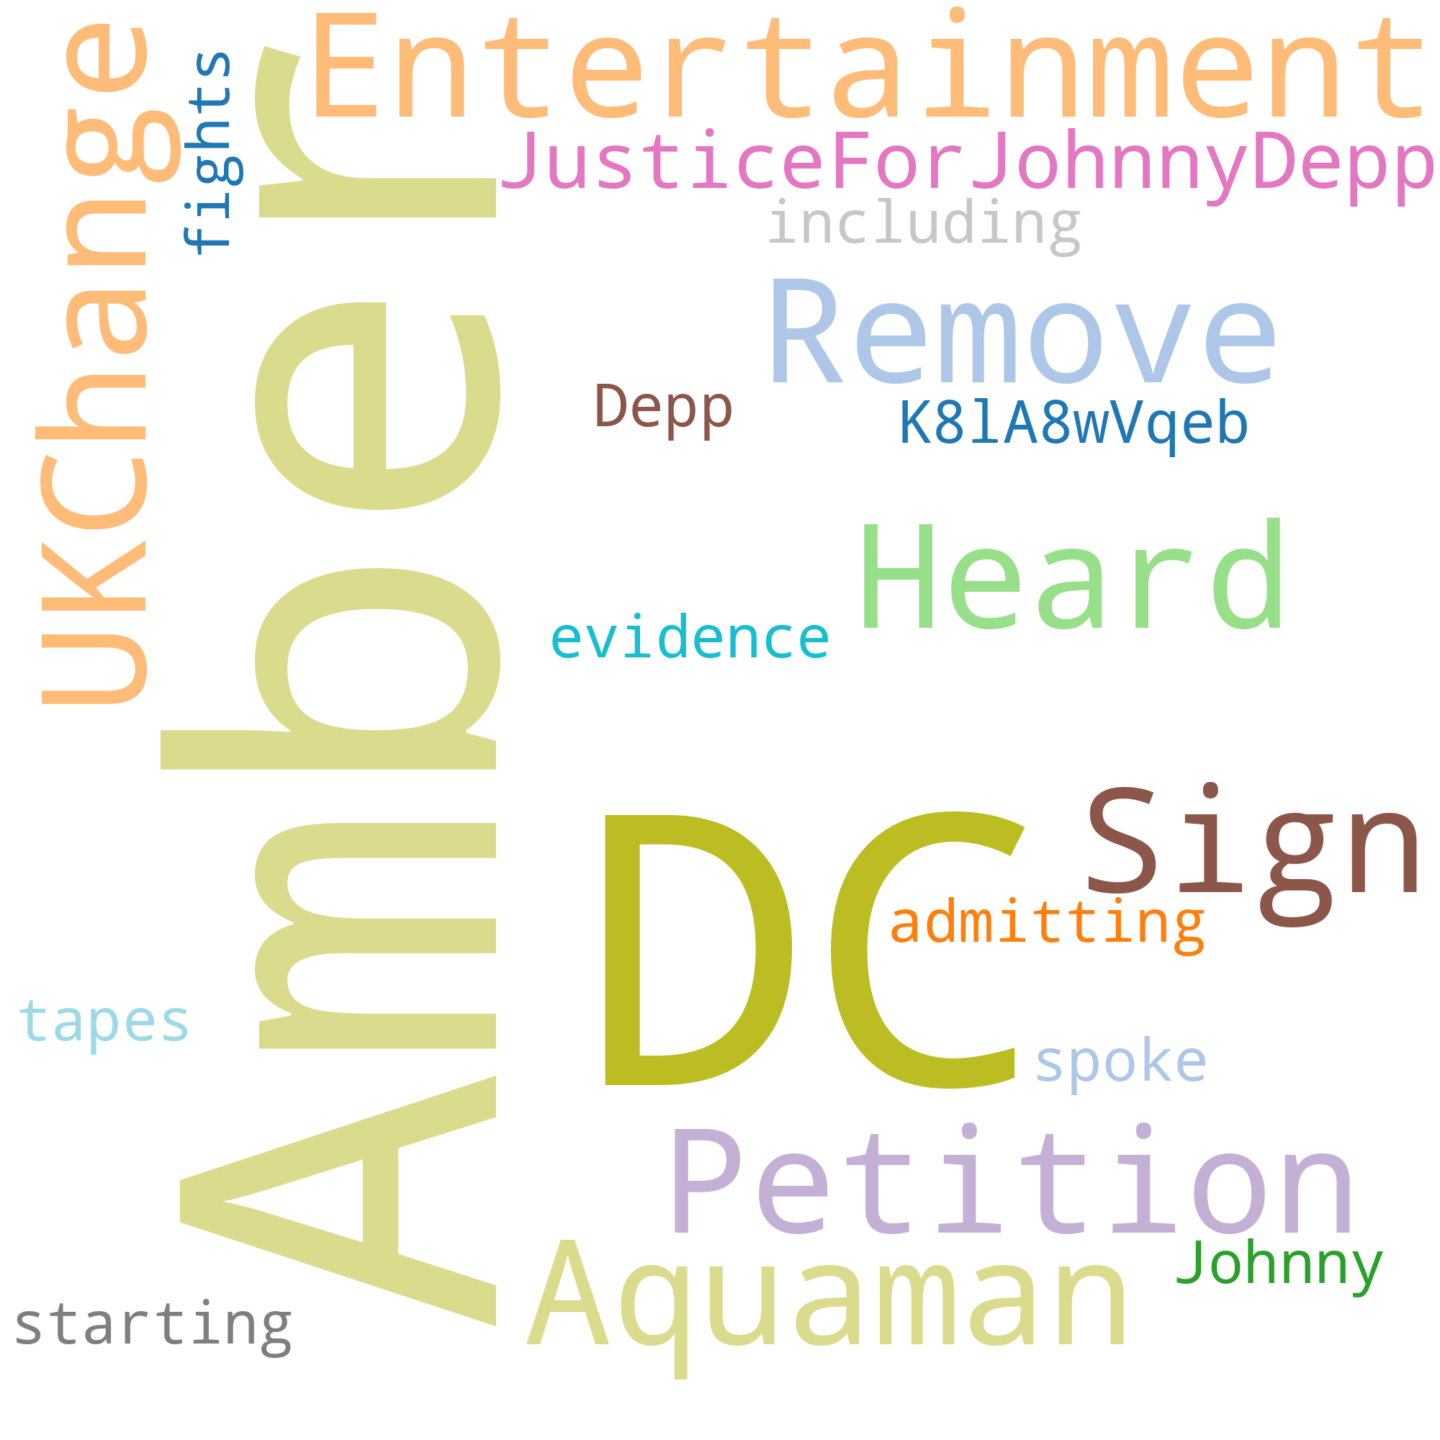 Entertainment
UKChange
fights
Amber
JusticeForJohnnyDepp
including
Remove
Depp
K8lA8wVqeb
Heard
evidence
Sign
DC
admitting
tapes
spoke
Petition
Johnny
Aquaman
starting